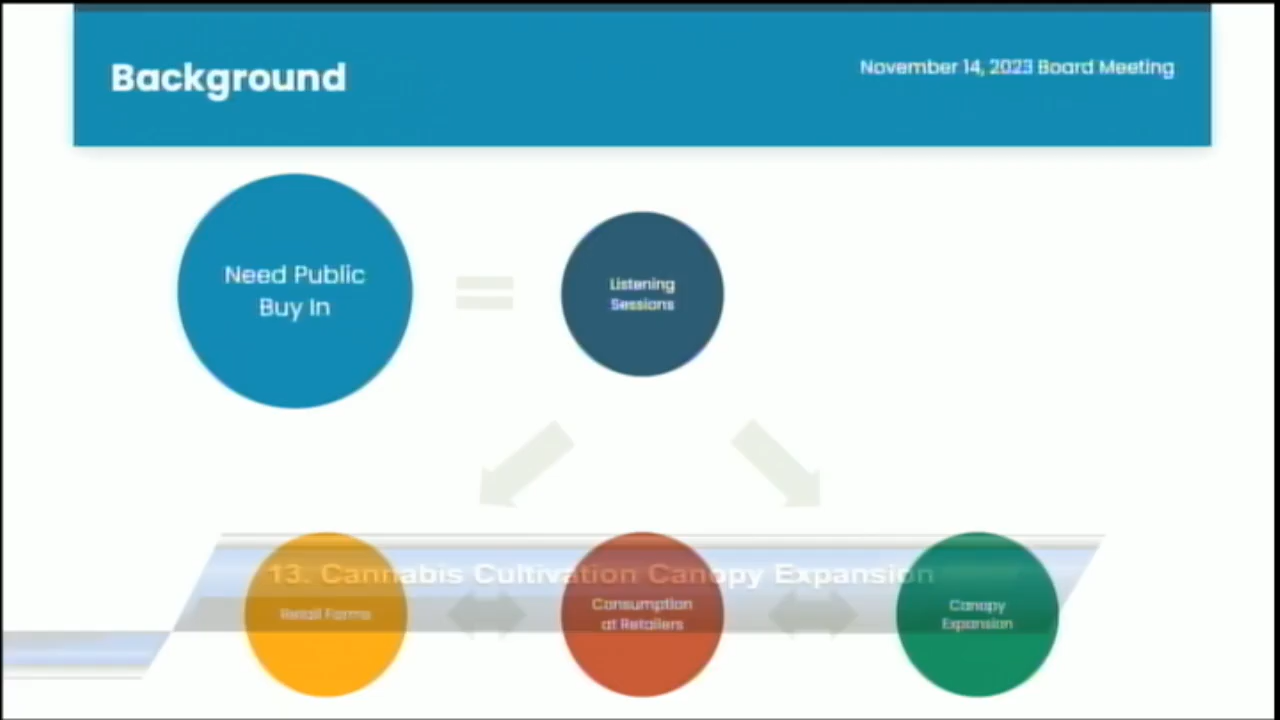 Background
November 14, 2023 Board Meeting
Need Public
Buy In
Listening
Sessions
13. Cannabis Cultivation Canopy Expansion
Retail Farms
Consumption
at Retailers
Canopy
Expansion